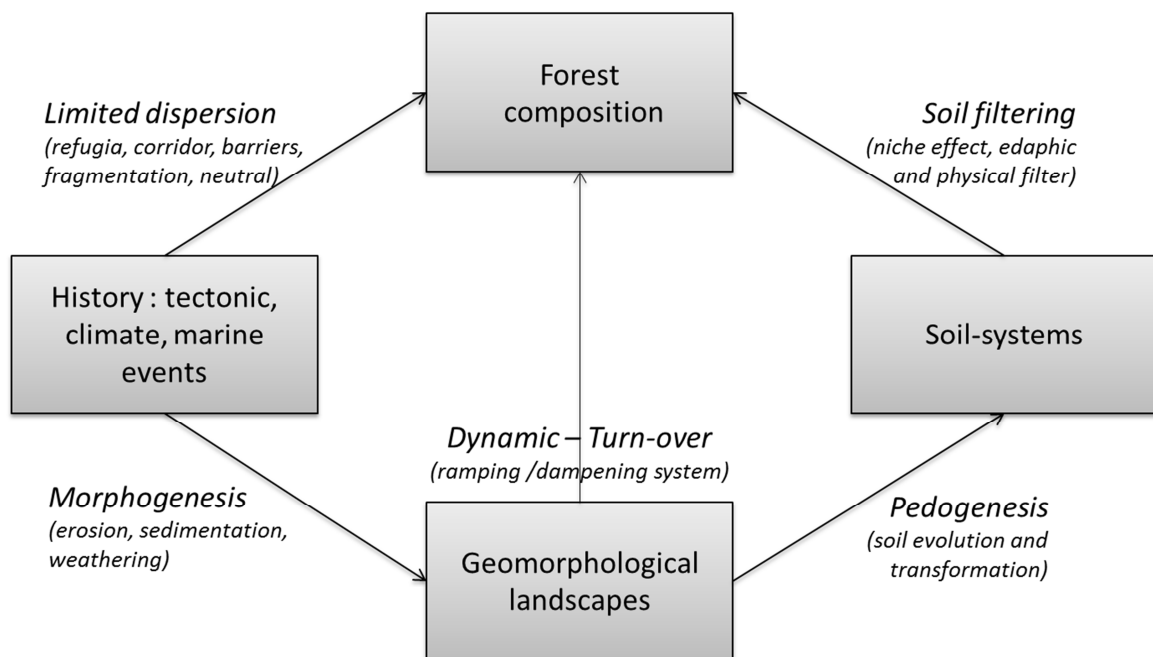 Forest
composition
Limited dispersion
(refugia, corridor, barriers,
fragmentation, neutral)
Soil filtering
(niche effect, edaphic
and physical filter)
History : tectonic,
climate, marine
events
Soil-systems
Dynamic – Turn-over
(ramping /dampening system)
Morphogenesis
(erosion, sedimentation,
weathering)
Geomorphological
landscapes
Pedogenesis
(soil evolution and
transformation)